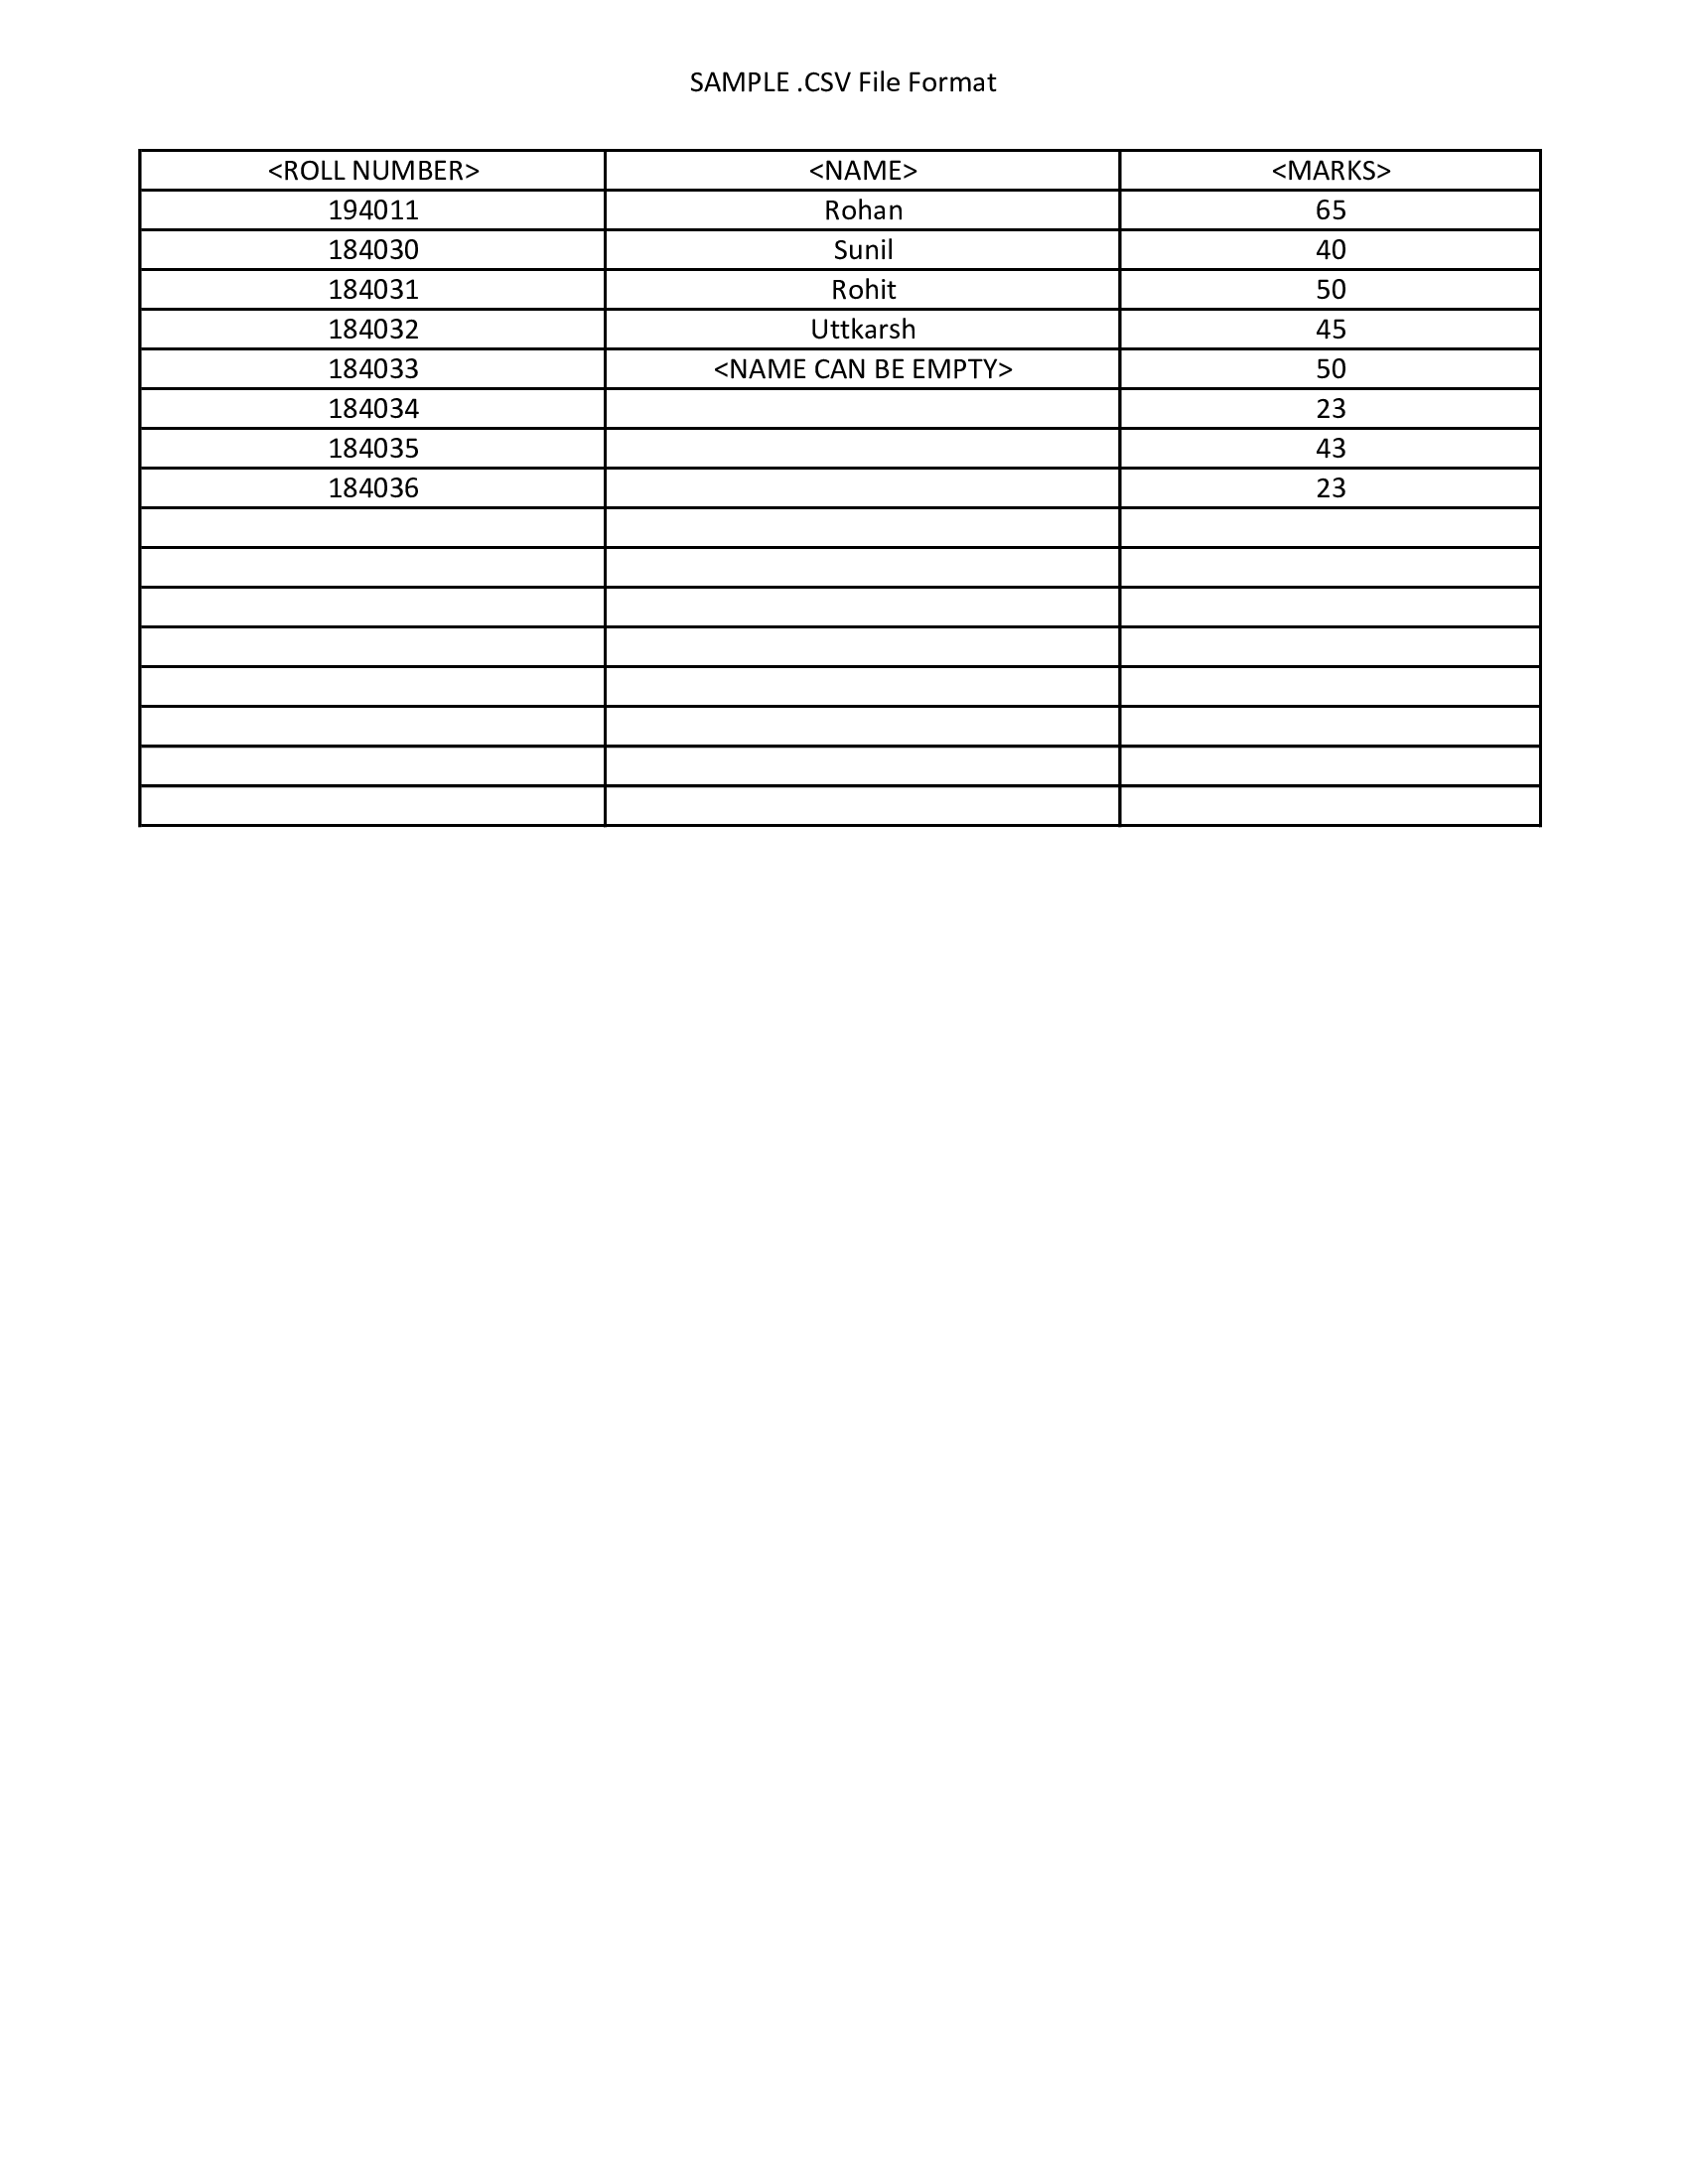 SAMPLE .CSV File Format
<ROLL NUMBER> <NAME> <MARKS>
194011 Rohan 65
184030 Sunil 40
184031 Rohit 50
184032 Uttkarsh 45
184033 <NAME CAN BE EMPTY> 50
184034 23
184035 43
184036 23